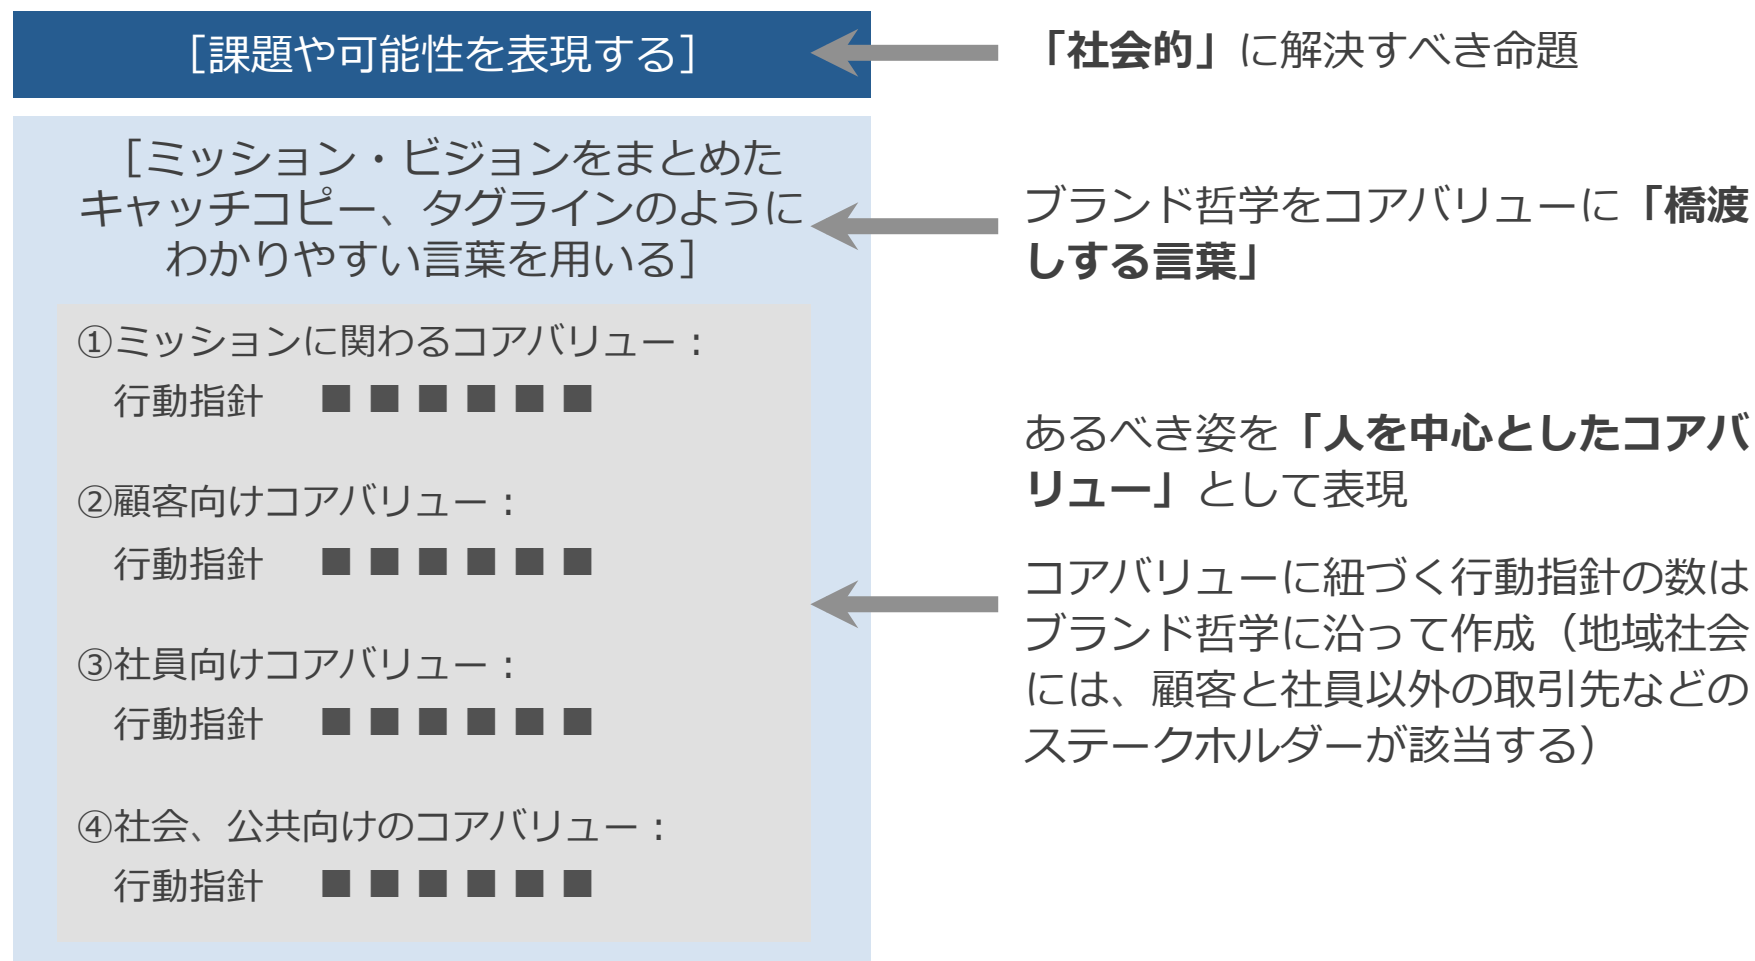 ［課題や可能性を表現する］
「社会的」に解決すべき命題
［ミッション・ビジョンをまとめた
キャッチコピー、タグラインのように
わかりやすい言葉を用いる］
ブランド哲学をコアバリューに「橋渡
しする言葉」
①ミッションに関わるコアバリュー：
行動指針　■ ■ ■ ■ ■ ■
②顧客向けコアバリュー：
行動指針　■ ■ ■ ■ ■ ■
③社員向けコアバリュー：
行動指針　■ ■ ■ ■ ■ ■
④社会、公共向けのコアバリュー：
行動指針　■ ■ ■ ■ ■ ■
あるべき姿を「人を中心としたコアバ
リュー」として表現
コアバリューに紐づく行動指針の数は
ブランド哲学に沿って作成（地域社会
には、顧客と社員以外の取引先などの
ステークホルダーが該当する）